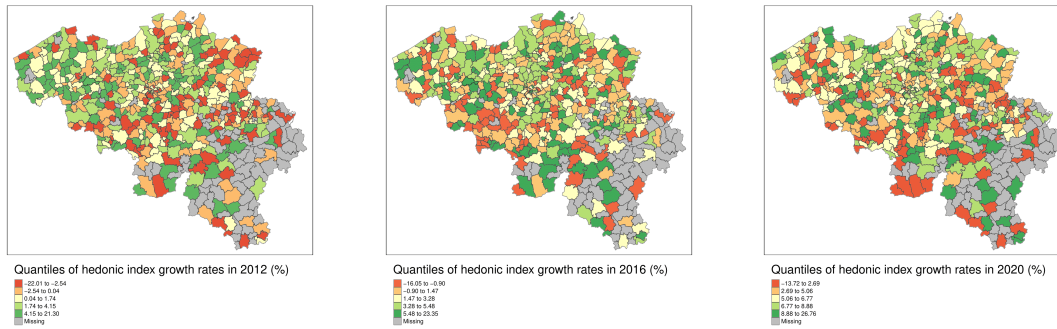 Quantiles of hedonic index growth rates in 2012 (%)
−22.01 to −2.54
−2.54 to 0.04
0.04 to 1.74
1.74 to 4.15
4.15 to 21.30
Missing
Quantiles of hedonic index growth rates in 2016 (%)
−16.05 to −0.90
−0.90 to 1.47
1.47 to 3.28
3.28 to 5.48
5.48 to 23.35
Missing
Quantiles of hedonic index growth rates in 2020 (%)
−13.72 to 2.69
2.69 to 5.06
5.06 to 6.77
6.77 to 8.88
8.88 to 26.76
Missing